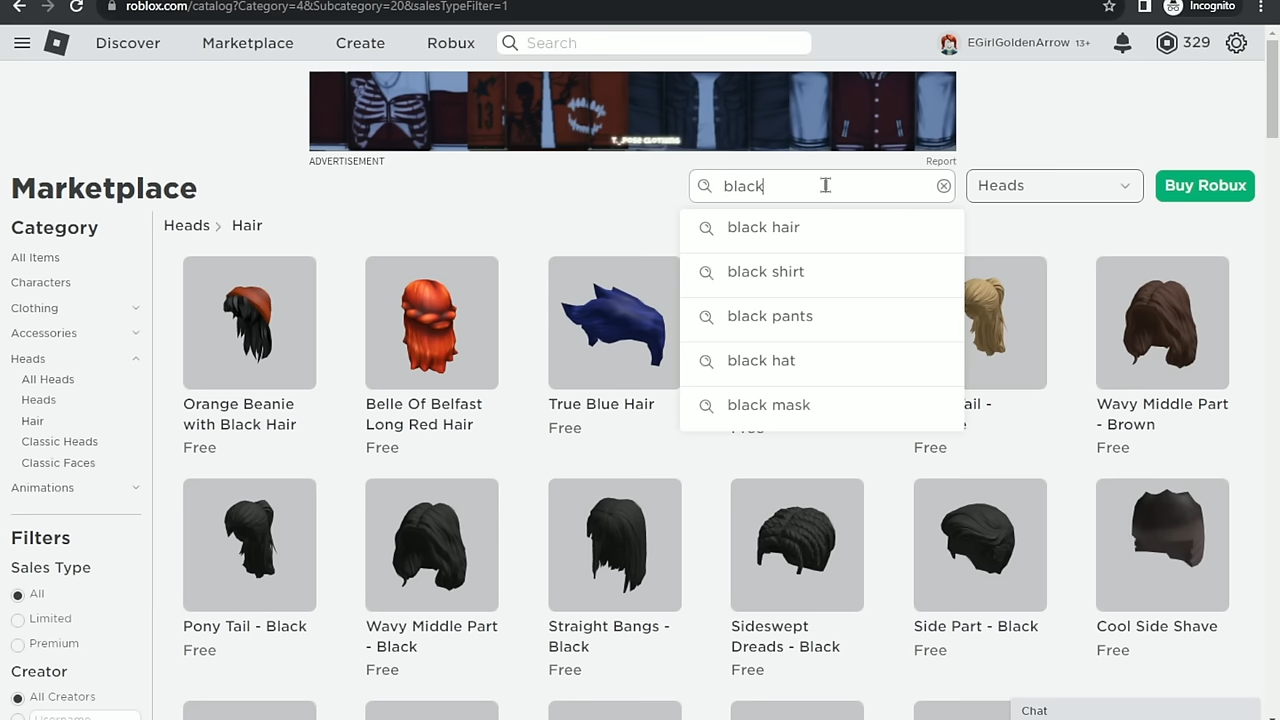 roblox.com/catalog?Category=4&Subcategory=20&salesTypeFilter=1
Incognito
Discover
Marketplace
Create
Robux
Search
EGirlGoldenArrow 13+
329
13
T_POSE CLOTHING
ADVERTISEMENT
Report
Marketplace
black
Heads
Buy Robux
black hair
black shirt
black pants
black hat
black mask
Category
All Items
Characters
Clothing
Accessories
Heads
All Heads
Heads
Hair
Classic Heads
Classic Faces
Animations
Filters
Sales Type
All
Limited
Premium
Creator
All Creators
Username
Heads > Hair
Orange Beanie
with Black Hair
Free
Belle Of Belfast
Long Red Hair
Free
True Blue Hair
Free
Free
Wavy Middle Part
- Brown
Free
Pony Tail - Black
Free
Wavy Middle Part
- Black
Free
Straight Bangs -
Black
Free
Sideswept
Dreads - Black
Free
Side Part - Black
Free
Cool Side Shave
Free
Chat